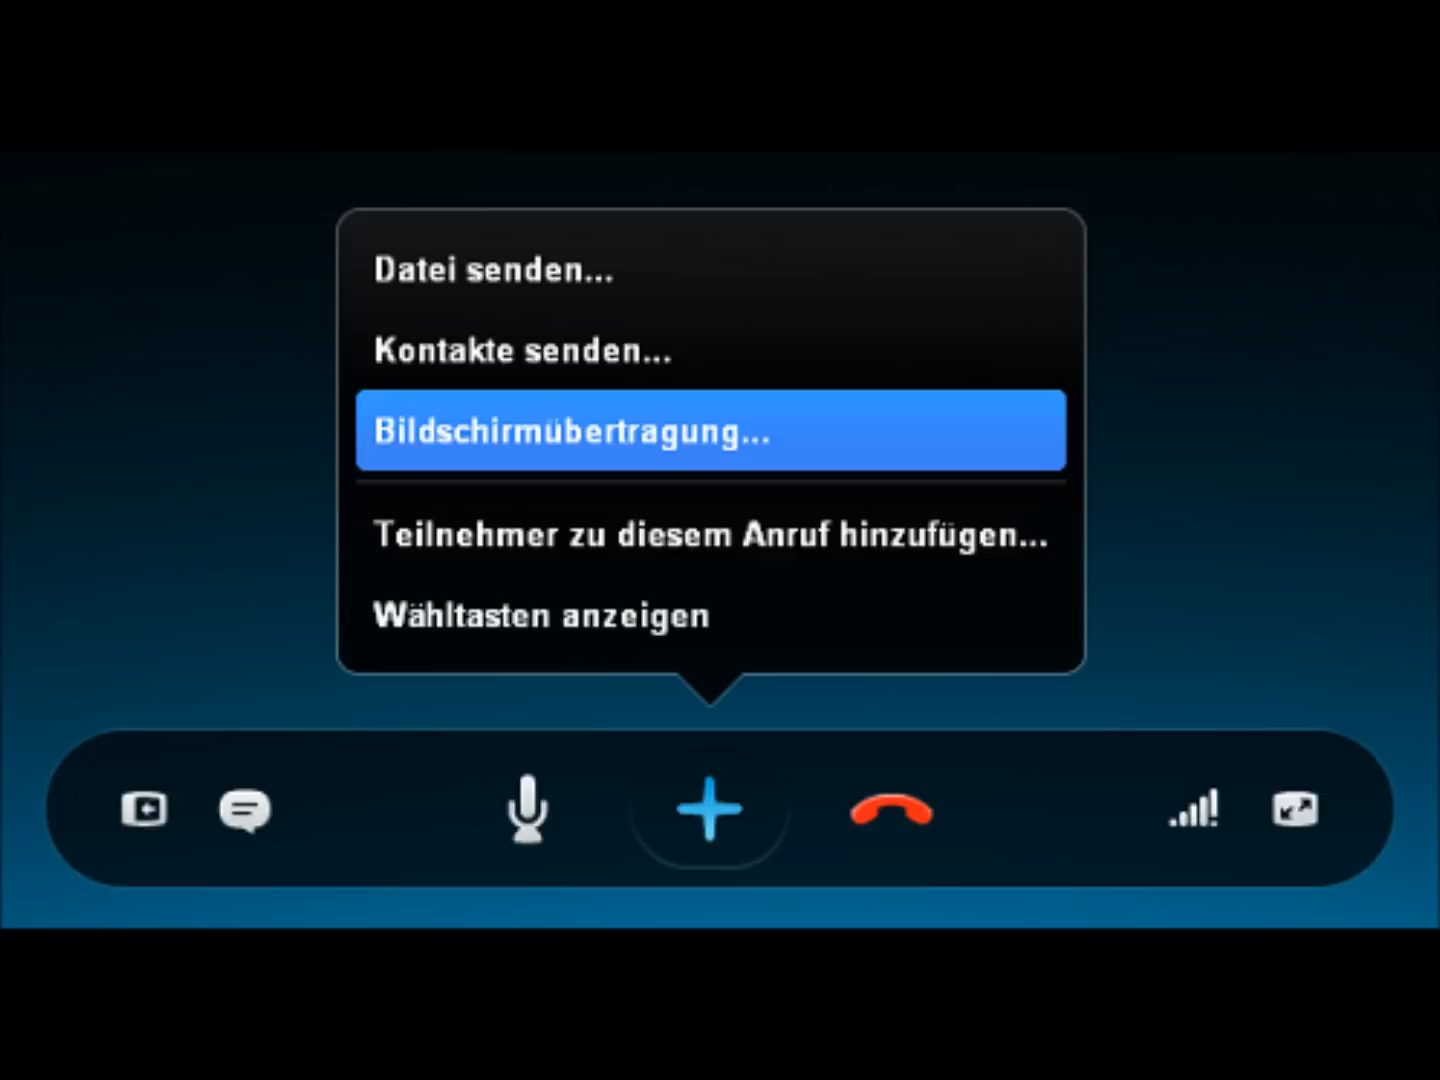 Datei senden...
Kontakte senden...
Bildschirmübertragung...
Teilnehmer zu diesem Anruf hinzufügen...
Wähltasten anzeigen